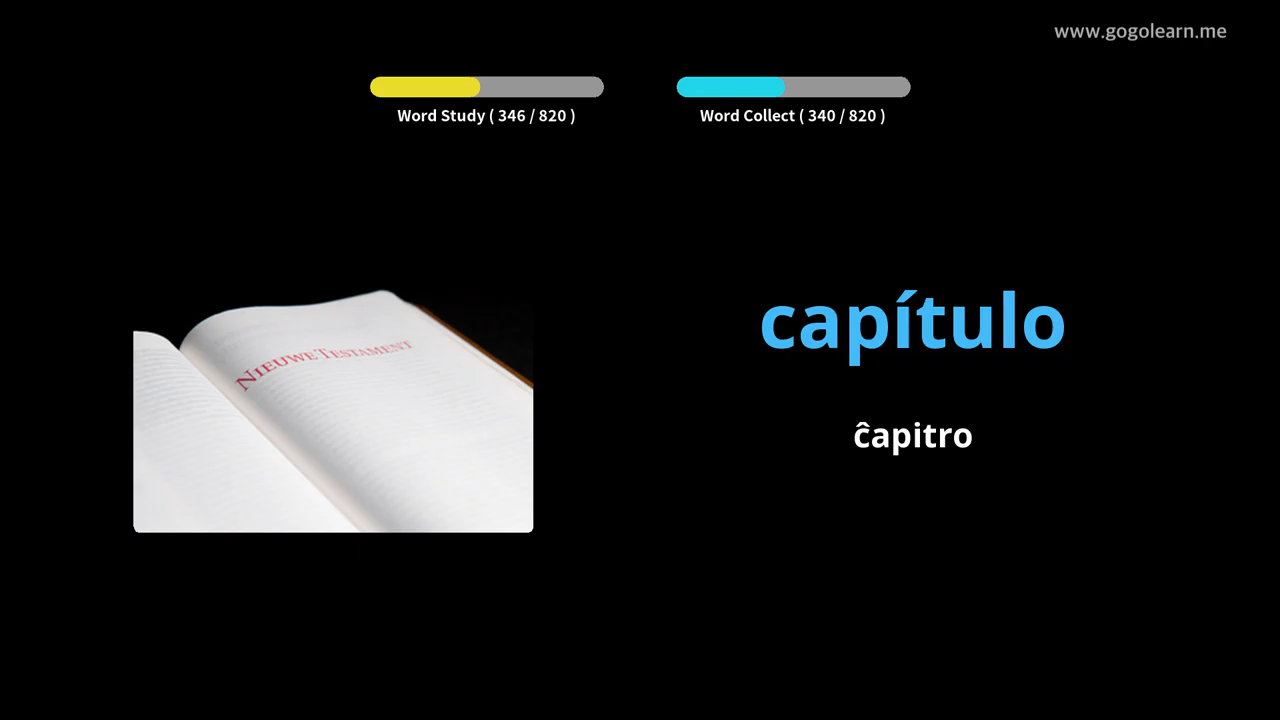 www.gogolearn.me
Word Study ( 346 / 820 )
Word Collect ( 340 / 820 )
NIEUWE TESTAMENT
capítulo
ĉapitro